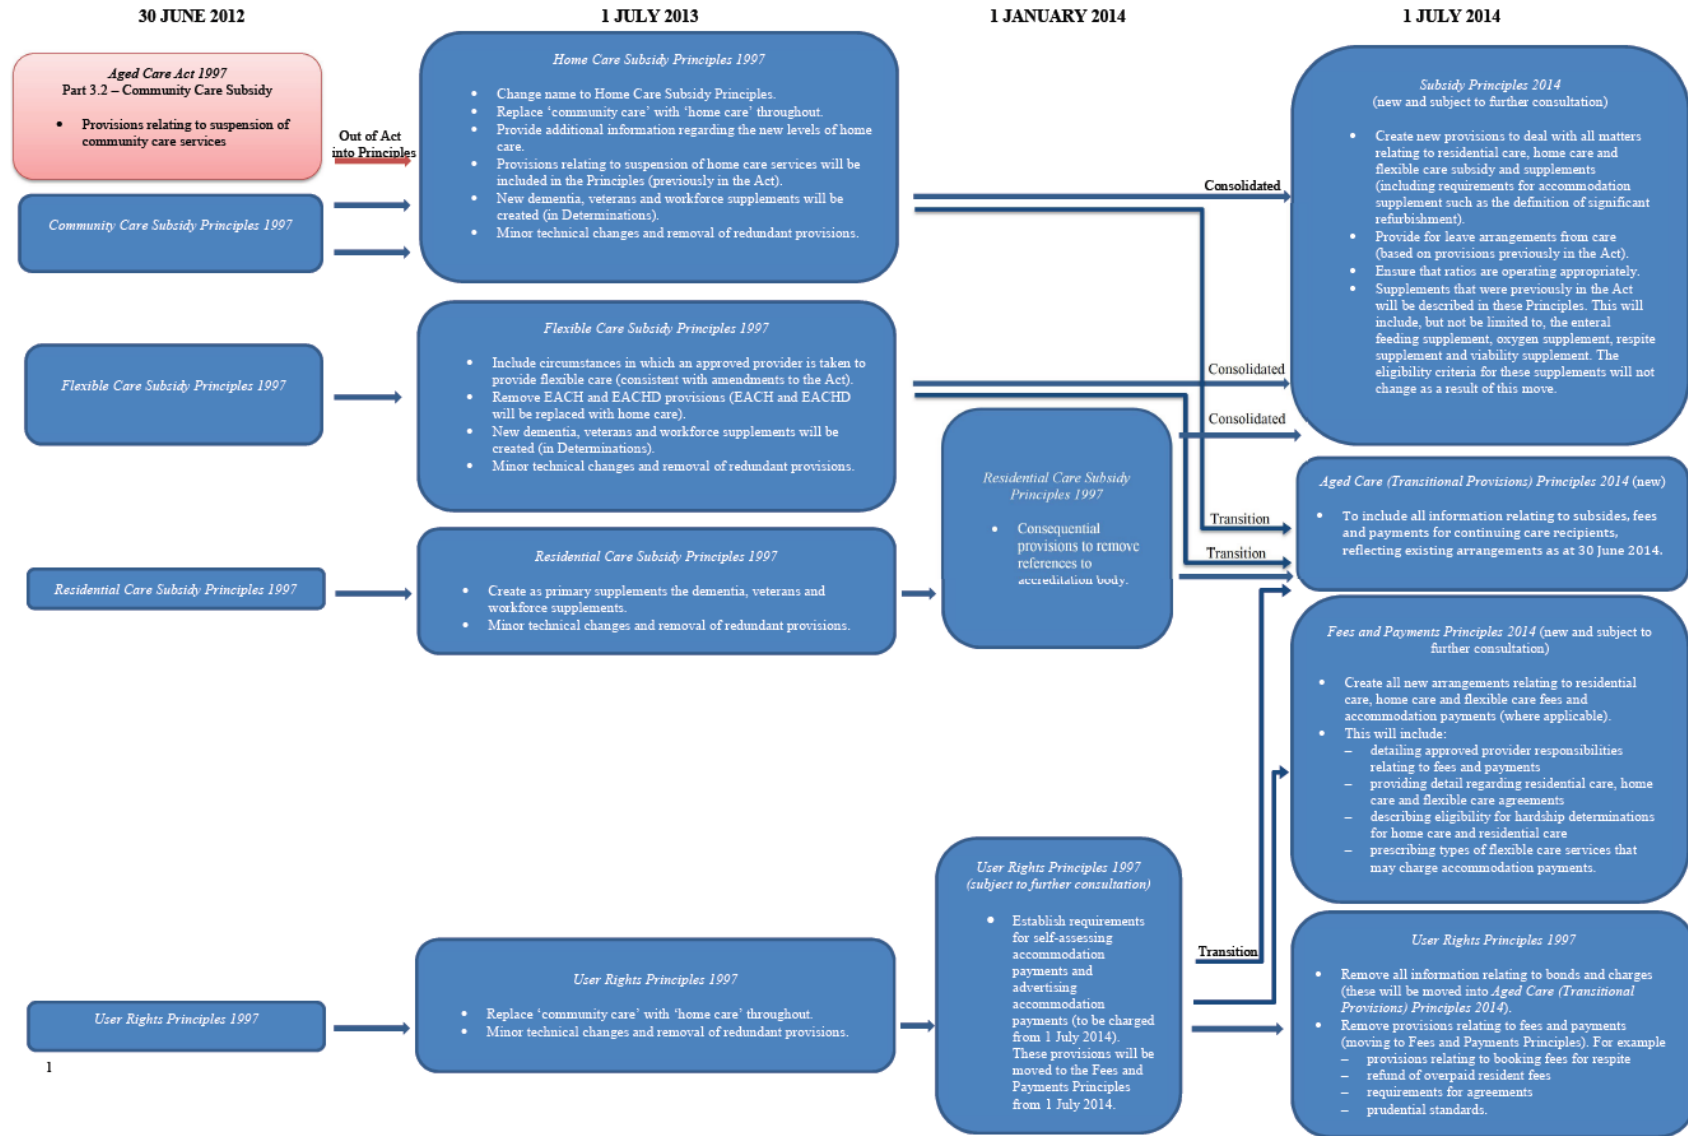 30 JUNE 2012
1 JULY 2013
1 JANUARY 2014
1 JULY 2014
Aged Care Act 1997
Part 3.2 – Community Care Subsidy
• Provisions relating to suspension of
community care services
Out of Act
into Principles
Community Care Subsidy Principles 1997
Home Care Subsidy Principles 1997
• Change name to Home Care Subsidy Principles.
• Replace ‘community care’ with ‘home care’ throughout.
• Provide additional information regarding the new levels of home
care.
• Provisions relating to suspension of home care services will be
included in the Principles (previously in the Act).
• New dementia, veterans and workforce supplements will be
created (in Determinations).
• Minor technical changes and removal of redundant provisions.
Consolidated
Subsidy Principles 2014
(new and subject to further consultation)
• Create new provisions to deal with all matters
relating to residential care, home care and
flexible care subsidy and supplements
(including requirements for accommodation
supplement such as the definition of significant
refurbishment).
• Provide for leave arrangements from care
(based on provisions previously in the Act).
• Ensure that ratios are operating appropriately.
• Supplements that were previously in the Act
will be described in these Principles. This will
include, but not be limited to, the enteral
feeding supplement, oxygen supplement, respite
supplement and viability supplement. The
eligibility criteria for these supplements will not
change as a result of this move.
Flexible Care Subsidy Principles 1997
Flexible Care Subsidy Principles 1997
• Include circumstances in which an approved provider is taken to
provide flexible care (consistent with amendments to the Act).
• Remove EACH and EACHD provisions (EACH and EACHD
will be replaced with home care).
• New dementia, veterans and workforce supplements will be
created (in Determinations).
• Minor technical changes and removal of redundant provisions.
Consolidated
Consolidated
Residential Care Subsidy Principles 1997
Residential Care Subsidy Principles 1997
• Create as primary supplements the dementia, veterans and
workforce supplements.
• Minor technical changes and removal of redundant provisions.
Residential Care Subsidy
Principles 1997
• Consequential
provisions to remove
references to
accreditation body.
Transition
Transition
Aged Care (Transitional Provisions) Principles 2014 (new)
• To include all information relating to subsides, fees
and payments for continuing care recipients,
reflecting existing arrangements as at 30 June 2014.
Fees and Payments Principles 2014 (new and subject to
further consultation)
• Create all new arrangements relating to residential
care, home care and flexible care fees and
accommodation payments (where applicable).
• This will include:
– detailing approved provider responsibilities
relating to fees and payments
– providing detail regarding residential care, home
care and flexible care agreements
– describing eligibility for hardship determinations
for home care and residential care
– prescribing types of flexible care services that
may charge accommodation payments.
User Rights Principles 1997
User Rights Principles 1997
• Replace ‘community care’ with ‘home care’ throughout.
• Minor technical changes and removal of redundant provisions.
User Rights Principles 1997
(subject to further consultation)
• Establish requirements
for self-assessing
accommodation
payments and
advertising
accommodation
payments (to be charged
from 1 July 2014).
These provisions will be
moved to the Fees and
Payments Principles
from 1 July 2014.
Transition
User Rights Principles 1997
• Remove all information relating to bonds and charges
(these will be moved into Aged Care (Transitional
Provisions) Principles 2014).
• Remove provisions relating to fees and payments
(moving to Fees and Payments Principles). For example
– provisions relating to booking fees for respite
– refund of overpaid resident fees
– requirements for agreements
– prudential standards.
1